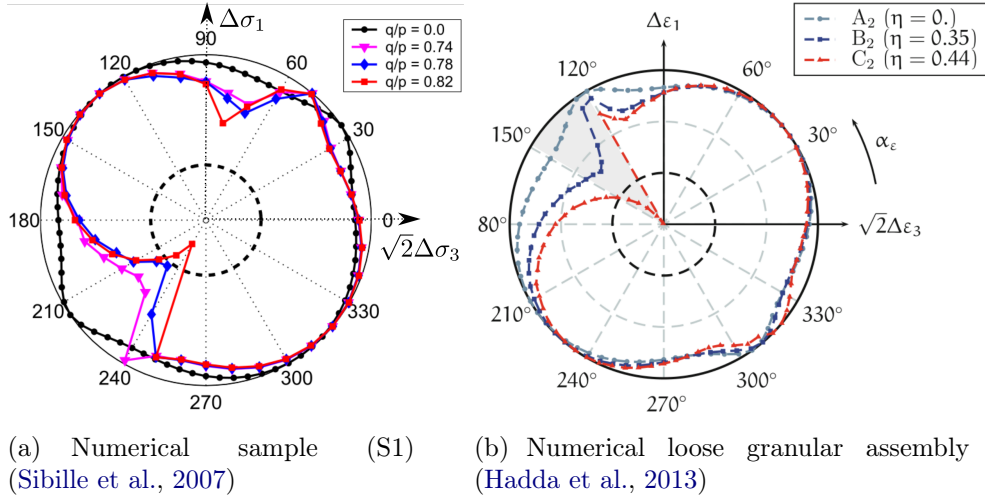 Δσ₁
90
60
30
0
√2Δσ₃
330
300
270
240
210
180
150
120
q/p = 0.0
q/p = 0.74
q/p = 0.78
q/p = 0.82
(a) Numerical sample (S1)
(Sibille et al., 2007)
Δε₁
60°
30°
√2Δε₃
330°
300°
270°
240°
210°
80°
150°
120°
α_ε
A₂ (η = 0.)
B₂ (η = 0.35)
C₂ (η = 0.44)
(b) Numerical loose granular assembly
(Hadda et al., 2013)